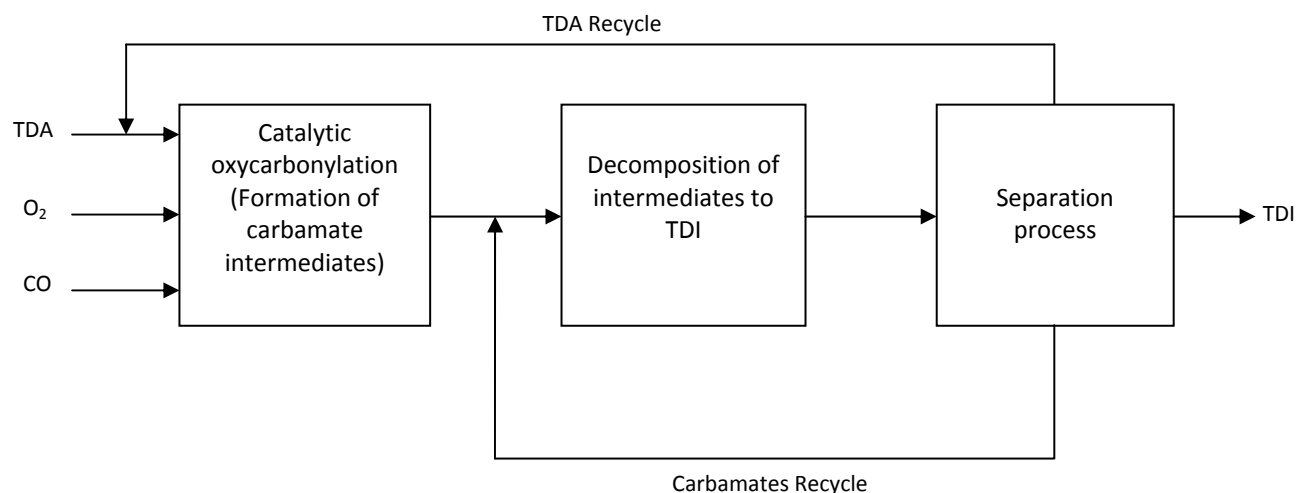 TDA Recycle
TDA
O₂
CO
Catalytic
oxycarbonylation
(Formation of
carbamate
intermediates)
Decomposition of
intermediates to
TDI
Separation
process
TDI
Carbamates Recycle